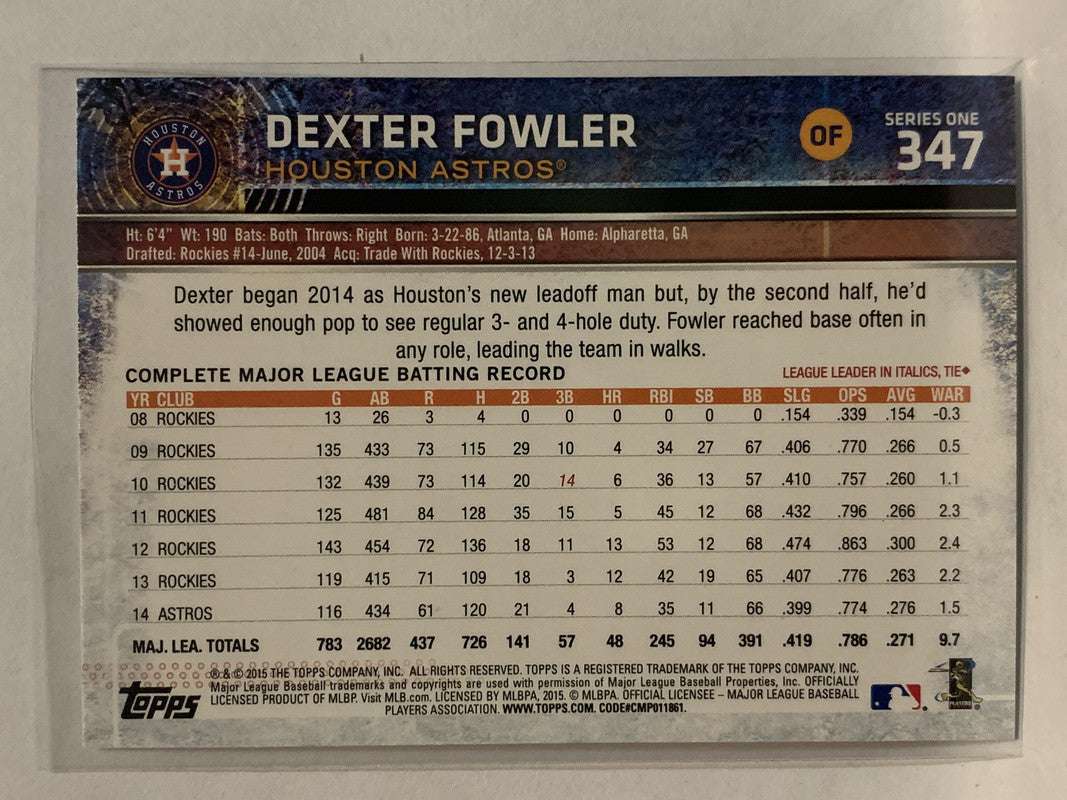 HOUSTON
H
ASTROS
DEXTER FOWLER
HOUSTON ASTROS®
OF
SERIES ONE
347
Ht: 6'4" Wt: 190 Bats: Both Throws: Right Born: 3-22-86, Atlanta, GA Home: Alpharetta, GA
Drafted: Rockies #14-June, 2004 Acq: Trade With Rockies, 12-3-13
Dexter began 2014 as Houston's new leadoff man but, by the second half, he'd
showed enough pop to see regular 3- and 4-hole duty. Fowler reached base often in
any role, leading the team in walks.
COMPLETE MAJOR LEAGUE BATTING RECORD LEAGUE LEADER IN ITALICS, TIE◆
YR CLUB G AB R H 2B 3B HR RBI SB BB SLG OPS AVG WAR
08 ROCKIES 13 26 3 4 0 0 0 0 0 0 .154 .339 .154 -0.3
09 ROCKIES 135 433 73 115 29 10 4 34 27 67 .406 .770 .266 0.5
10 ROCKIES 132 439 73 114 20 14 6 36 13 57 .410 .757 .260 1.1
11 ROCKIES 125 481 84 128 35 15 5 45 12 68 .432 .796 .266 2.3
12 ROCKIES 143 454 72 136 18 11 13 53 12 68 .474 .863 .300 2.4
13 ROCKIES 119 415 71 109 18 3 12 42 19 65 .407 .776 .263 2.2
14 ASTROS 116 434 61 120 21 4 8 35 11 66 .399 .774 .276 1.5
MAJ. LEA. TOTALS 783 2682 437 726 141 57 48 245 94 391 .419 .786 .271 9.7
® & © 2015 THE TOPPS COMPANY, INC. ALL RIGHTS RESERVED. TOPPS IS A REGISTERED TRADEMARK OF THE TOPPS COMPANY, INC.
Major League Baseball trademarks and copyrights are used with permission of Major League Baseball Properties, Inc. OFFICIALLY
LICENSED PRODUCT OF MLBP. Visit MLB.com. LICENSED BY MLBPA, 2015. © MLBPA. OFFICIAL LICENSEE – MAJOR LEAGUE BASEBALL
PLAYERS ASSOCIATION. WWW.TOPPS.COM. CODE#CMP011861.
Topps
PLAYERS